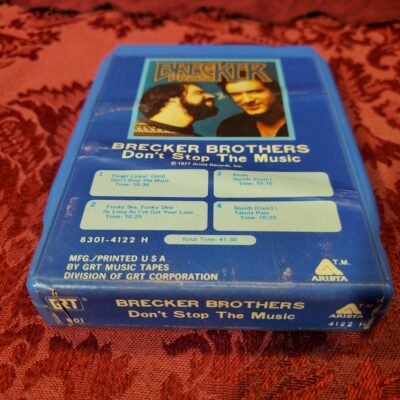 BRECKER
BROTHERS
BRECKER BROTHERS
Don't Stop The Music
© 1977 Arista Records, Inc.
1
Finger Lickin' Good
Don't Stop The Music
Time: 10:30
3
Petals
Squids (Cont.)
Time: 10:15
2
Funky Sea, Funky Dew
As Long As I've Got Your Love
Time: 10:25
4
Squids (Concl.)
Tabula Rasa
Time: 10:20
8301-4122 H
Total Time: 41:30
MFG./PRINTED U S A
BY GRT MUSIC TAPES
DIVISION OF GRT CORPORATION
T.M.
ARISTA
GRT
BRECKER BROTHERS
Don't Stop The Music
T.M.
ARISTA
4122 H